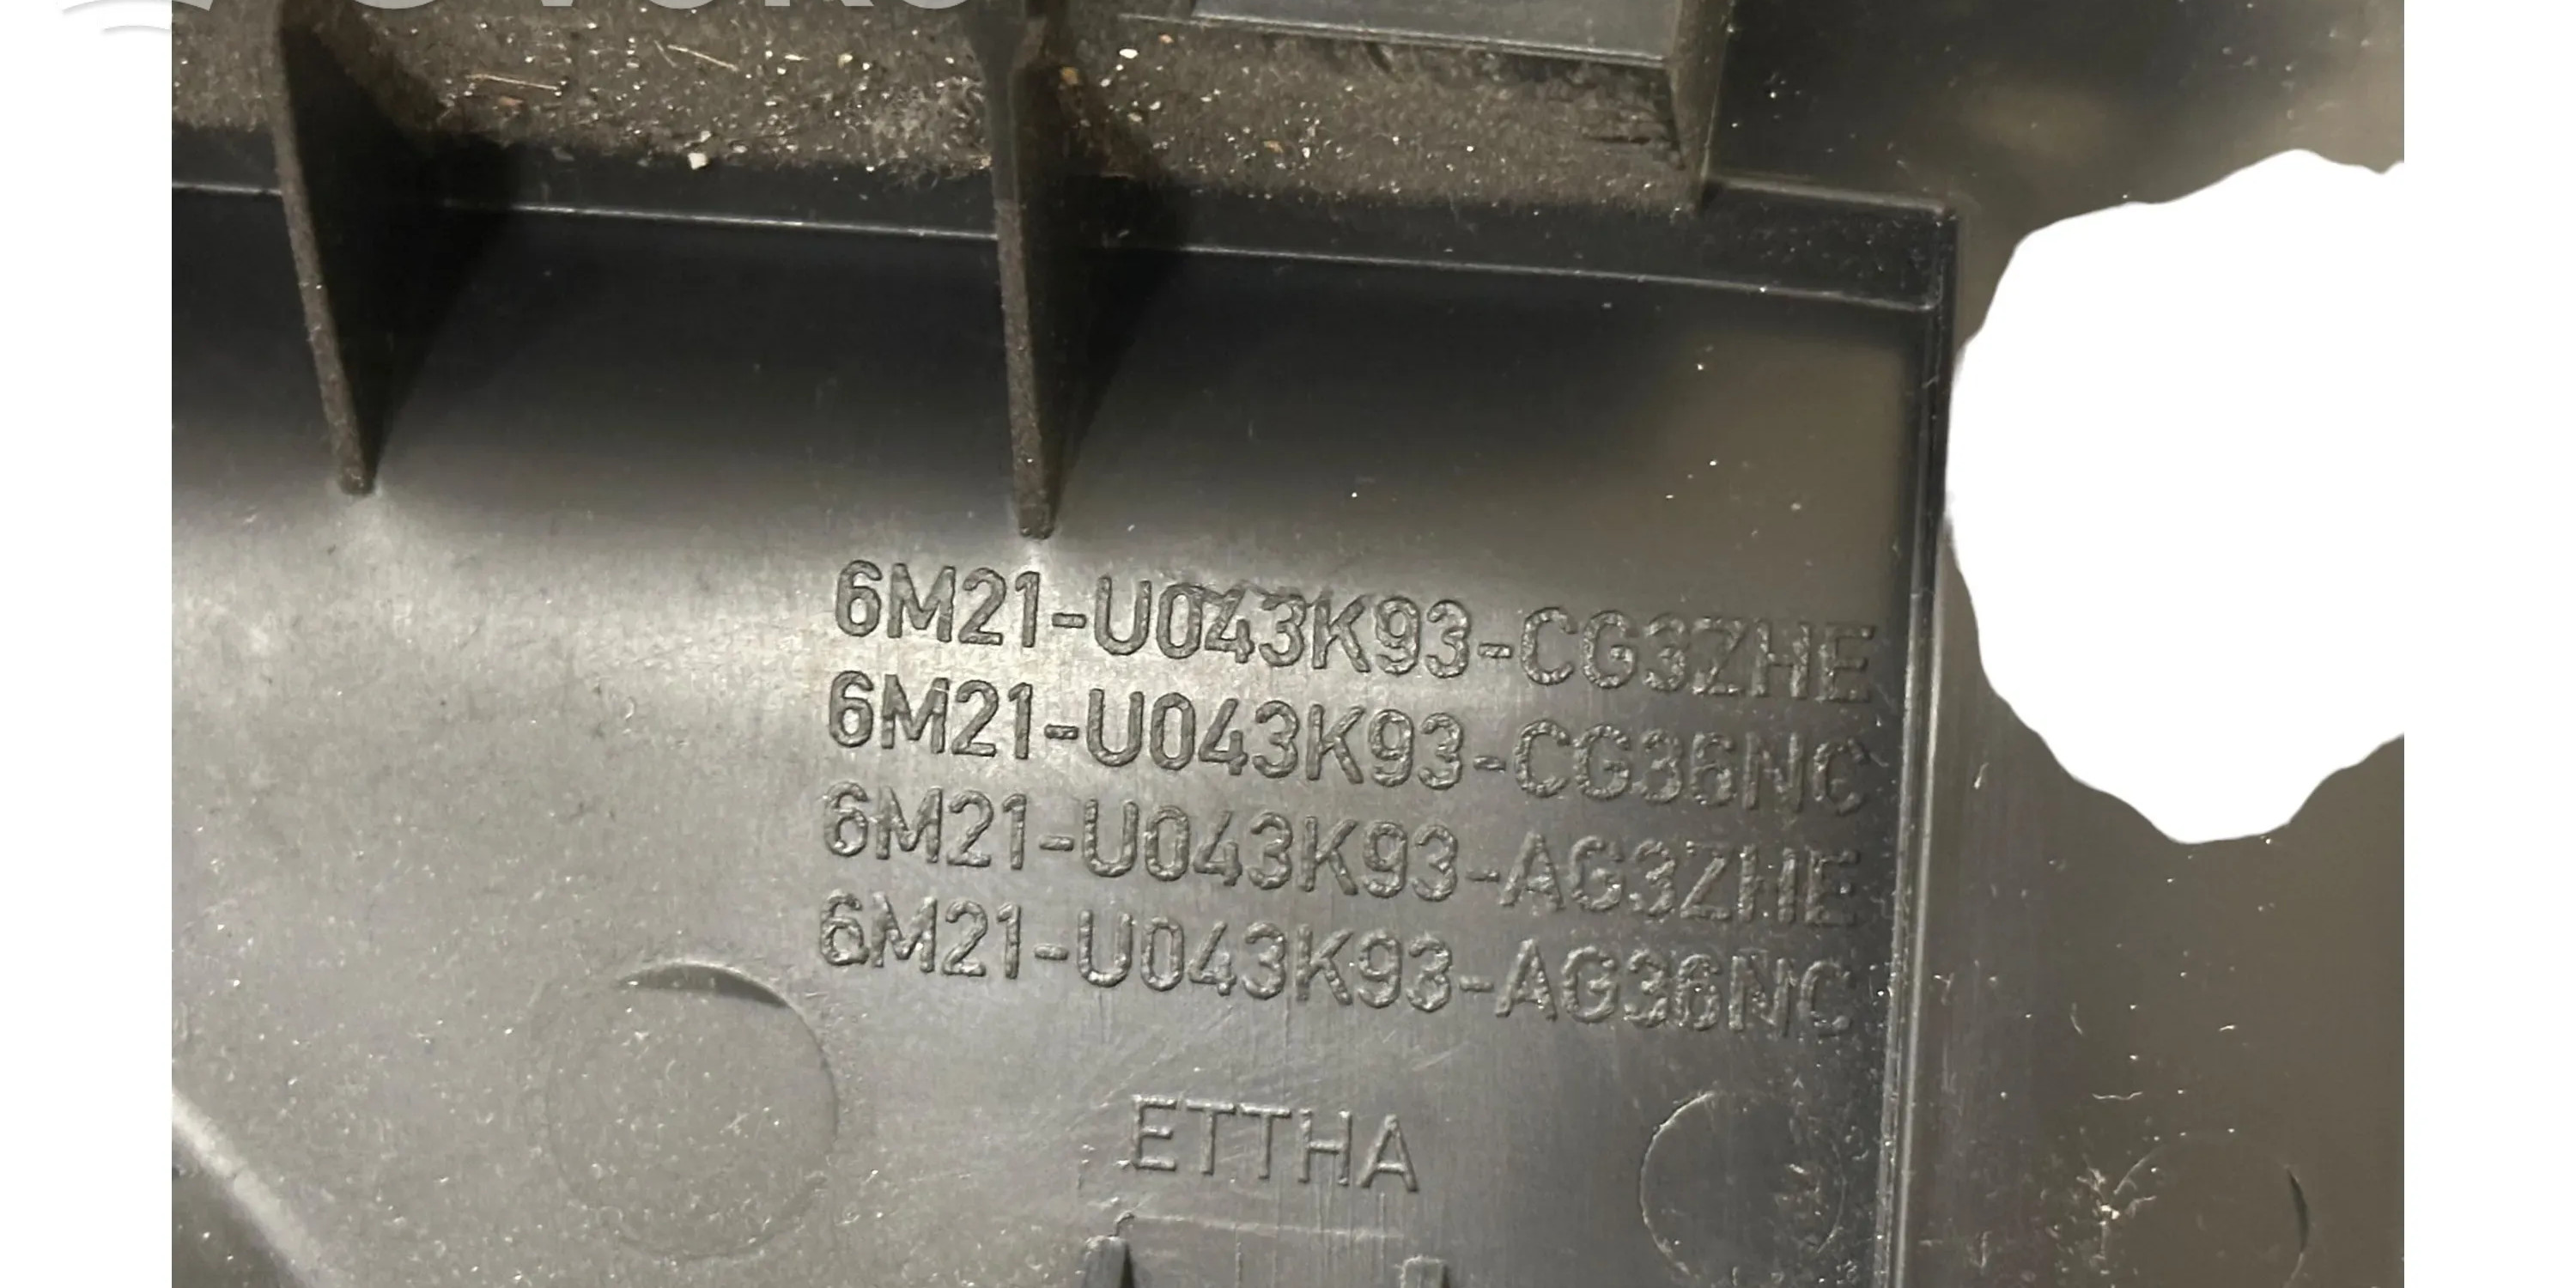 6M21-U043K93-CG3ZHE
6M21-U043K93-CG36NC
6M21-U043K93-AG3ZHE
6M21-U043K93-AG36NC
ETTHA